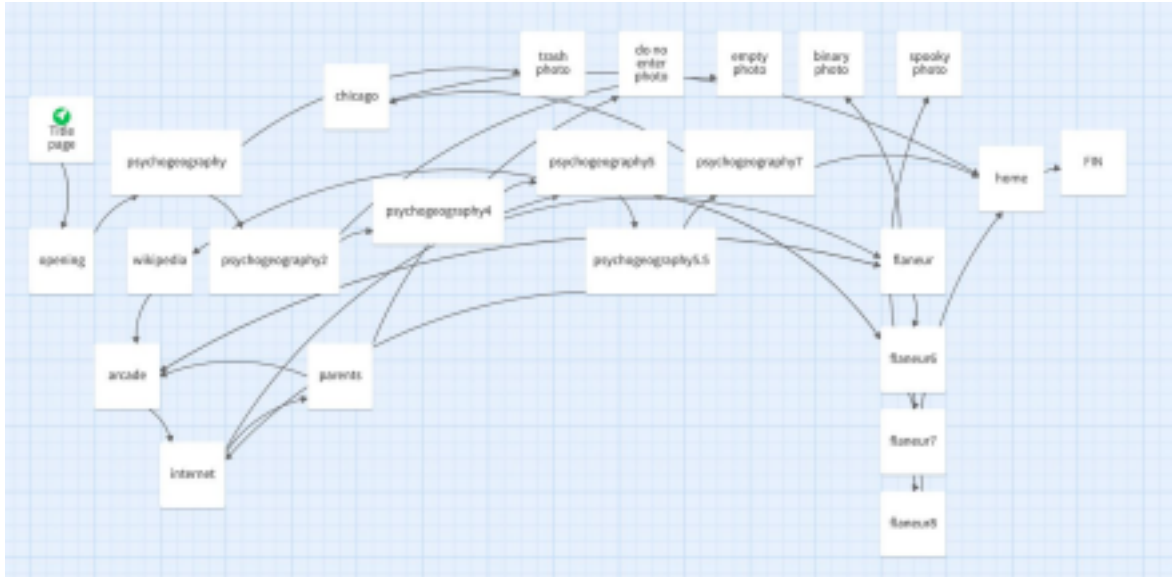 trash
photo
do no
enter
photo
empty
photo
binary
photo
spooky
photo
chicago
Title
page
psychogeography
psychogeography6
psychogeography7
home
FIN
psychogeography4
opening
wikipedia
psychogeography2
psychogeography5.5
flaneur
arcade
parents
flaneur6
flaneur7
internet
flaneur8